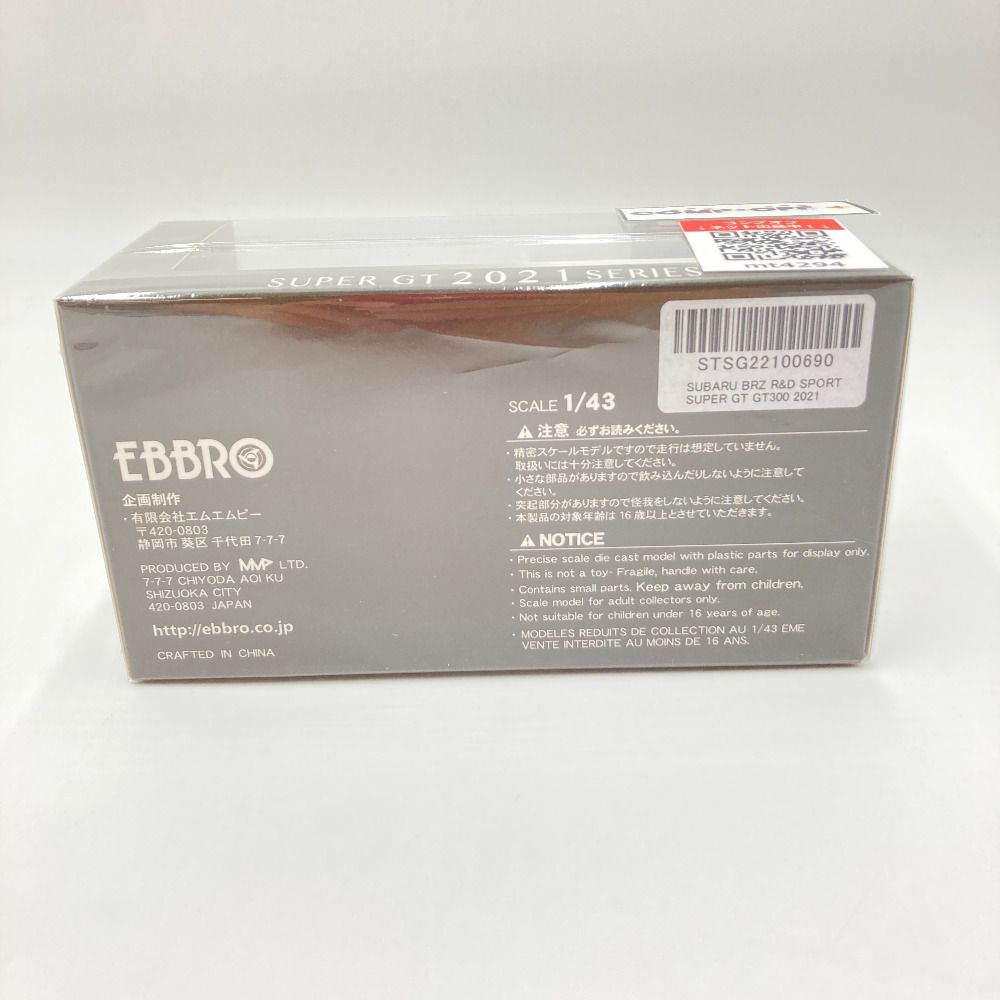 コンプオフ
↓ネット出品中！↓
mt4294
SUPER GT 2021 SERIES
STSG22100690
SUBARU BRZ R&D SPORT
SUPER GT GT300 2021
EBBRO
企画制作
・有限会社エムエムピー
〒420-0803
静岡市 葵区 千代田 7-7-7
PRODUCED BY MMP LTD.
7-7-7 CHIYODA AOI KU
SHIZUOKA CITY
420-0803 JAPAN
http://ebbro.co.jp
CRAFTED IN CHINA
SCALE 1/43
注意 必ずお読みください。
・精密スケールモデルですので走行は想定していません。
取扱いには十分注意してください。
・小さな部品がありますので飲み込んだりしないように注意して
ください。
・突起部分がありますので怪我をしないように注意してください。
・本製品の対象年齢は 16 歳以上とさせていただきます。
NOTICE
・Precise scale die cast model with plastic parts for display only.
・This is not a toy- Fragile, handle with care.
・Contains small parts. Keep away from children.
・Scale model for adult collectors only.
・Not suitable for children under 16 years of age.
・MODELES REDUITS DE COLLECTION AU 1/43 EME
VENTE INTERDITE AU MOINS DE 16 ANS.